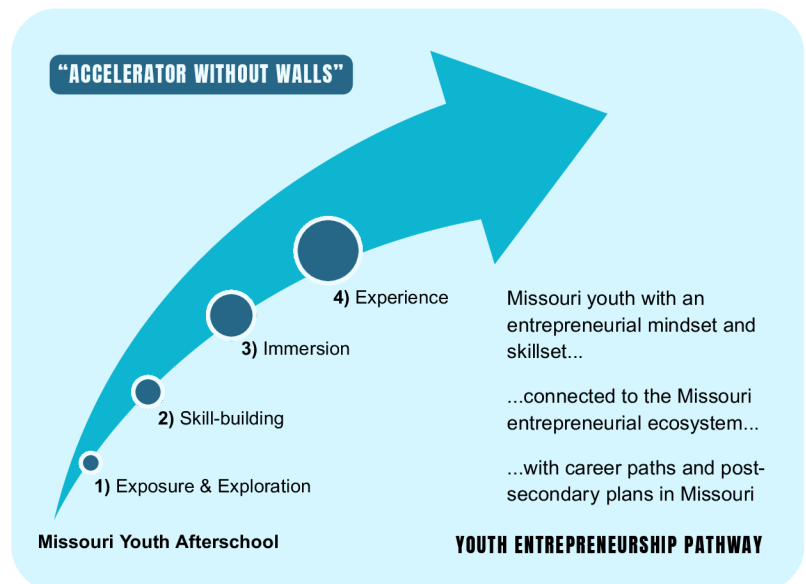 “ACCELERATOR WITHOUT WALLS”
4) Experience
3) Immersion
2) Skill-building
1) Exposure & Exploration
Missouri Youth Afterschool
Missouri youth with an
entrepreneurial mindset and
skillset...
...connected to the Missouri
entrepreneurial ecosystem...
...with career paths and post-
secondary plans in Missouri
YOUTH ENTREPRENEURSHIP PATHWAY